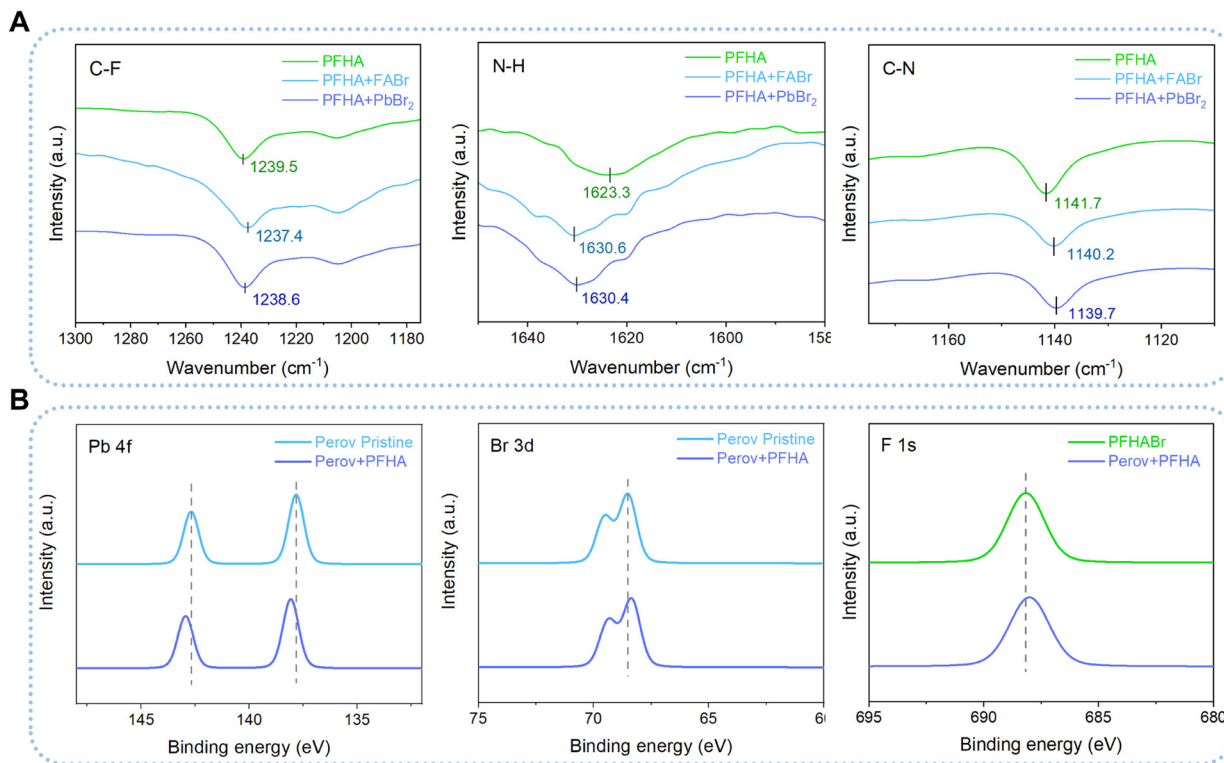 A
C-F
PFHA
PFHA+FABr
PFHA+PbBr₂
1239.5
1237.4
1238.6
Intensity (a.u.)
1300 1280 1260 1240 1220 1200 1180
Wavenumber (cm⁻¹)
N-H
PFHA
PFHA+FABr
PFHA+PbBr₂
1623.3
1630.6
1630.4
Intensity (a.u.)
1640 1620 1600 158
Wavenumber (cm⁻¹)
C-N
PFHA
PFHA+FABr
PFHA+PbBr₂
1141.7
1140.2
1139.7
Intensity (a.u.)
1160 1140 1120
Wavenumber (cm⁻¹)
B
Pb 4f
Perov Pristine
Perov+PFHA
Intensity (a.u.)
145 140 135
Binding energy (eV)
Br 3d
Perov Pristine
Perov+PFHA
Intensity (a.u.)
75 70 65
Binding energy (eV)
F 1s
PFHABr
Perov+PFHA
Intensity (a.u.)
695 690 685 680
Binding energy (eV)